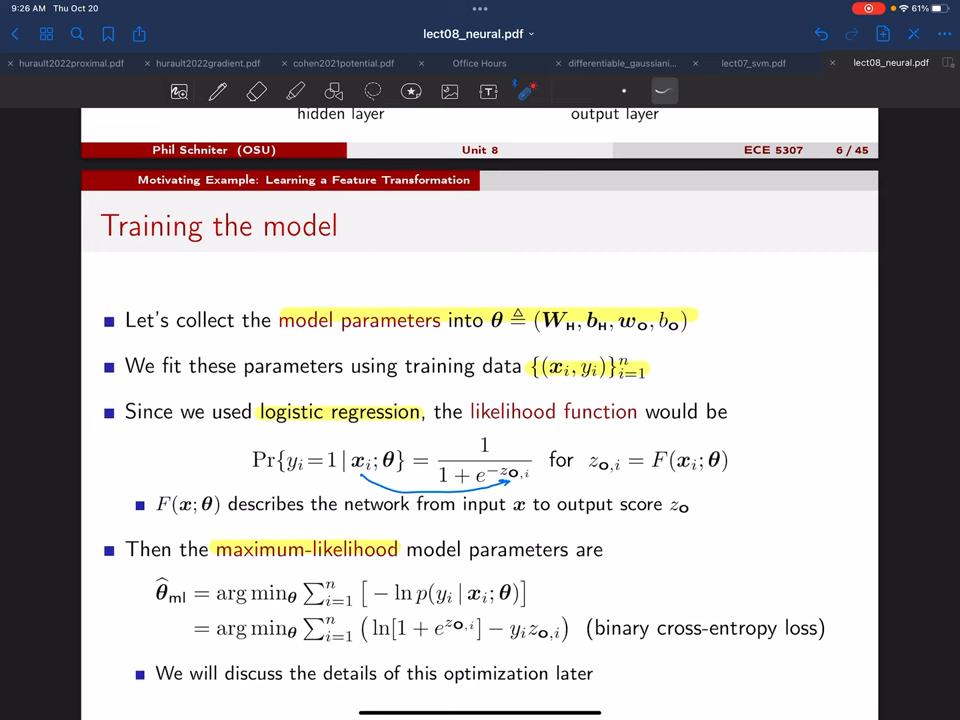 9:26 AM Thu Oct 20
61%
lect08_neural.pdf
hurault2022proximal.pdf
hurault2022gradient.pdf
cohen2021potential.pdf
Office Hours
differentiable_gaussiani...
lect07_svm.pdf
lect08_neural.pdf
hidden layer output layer
Phil Schniter (OSU) Unit 8 ECE 5307 6 / 45
Motivating Example: Learning a Feature Transformation
Training the model
Let's collect the model parameters into θ ≜ (W_H, b_H, w_O, b_O)
We fit these parameters using training data {(x_i, y_i)}_{i=1}^n
Since we used logistic regression, the likelihood function would be
Pr{y_i = 1 | x_i; θ} = 1 / (1 + e^{−z_{O,i}}) for z_{O,i} = F(x_i; θ)
F(x; θ) describes the network from input x to output score z_O
Then the maximum-likelihood model parameters are
θ̂_ml = arg min_θ ∑_{i=1}^n [ − ln p(y_i | x_i; θ) ]
= arg min_θ ∑_{i=1}^n ( ln[1 + e^{z_{O,i}}] − y_i z_{O,i} ) (binary cross-entropy loss)
We will discuss the details of this optimization later